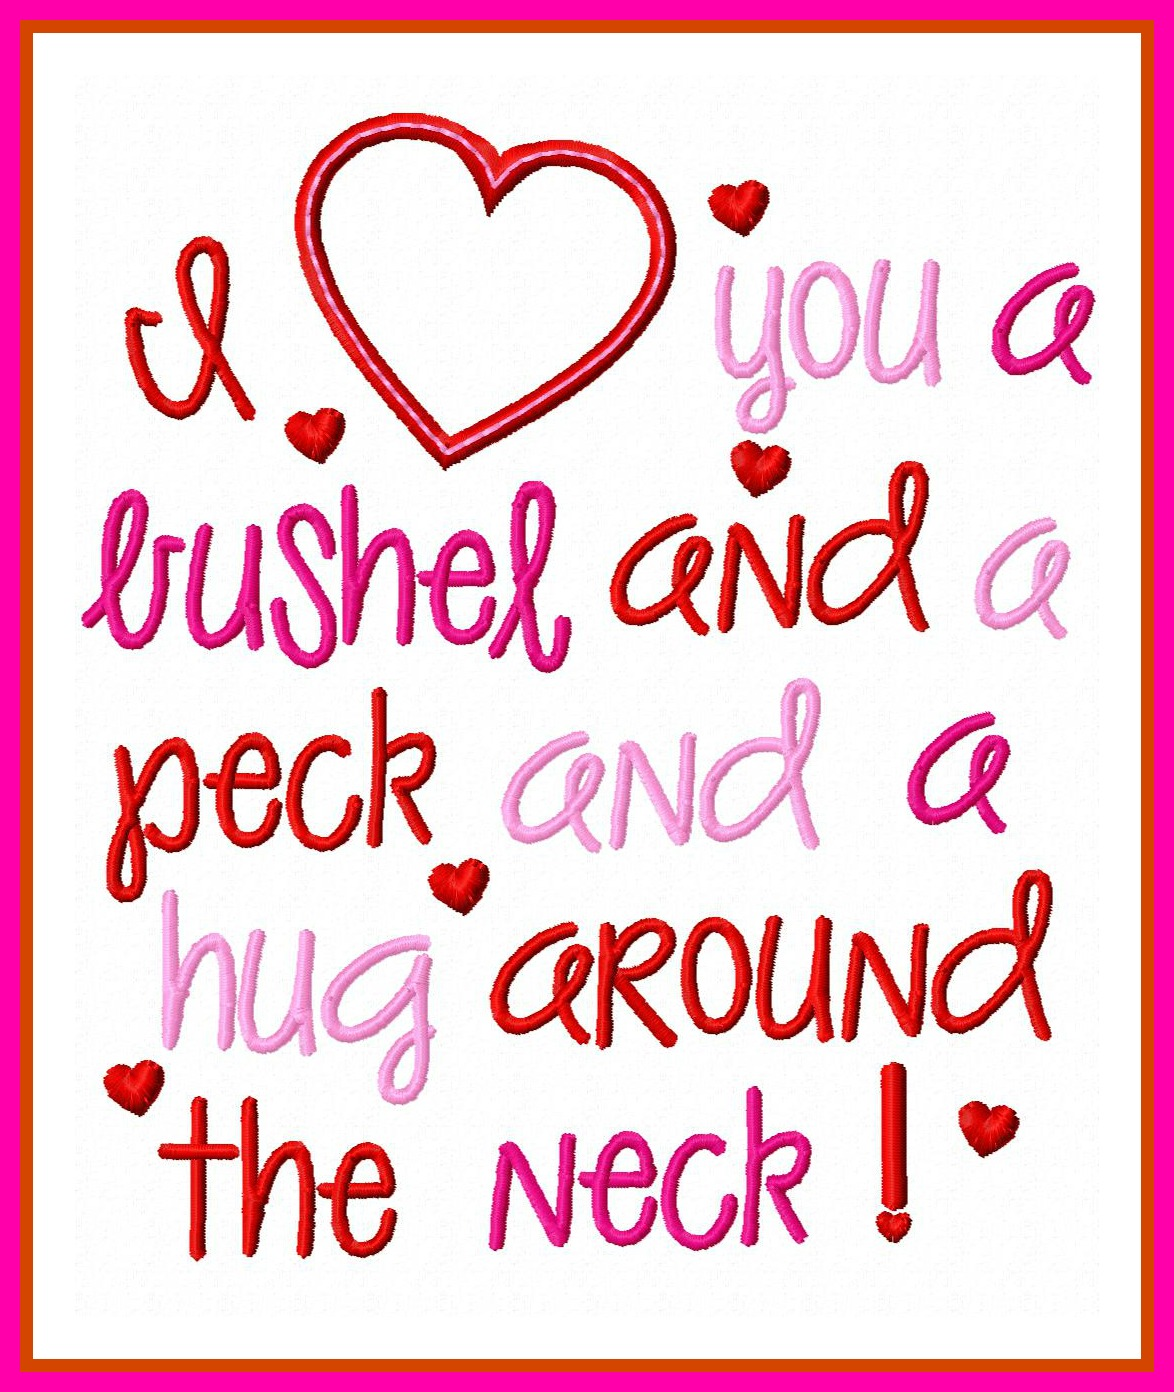 I you a
bushel and a
peck and a
hug around
the neck!